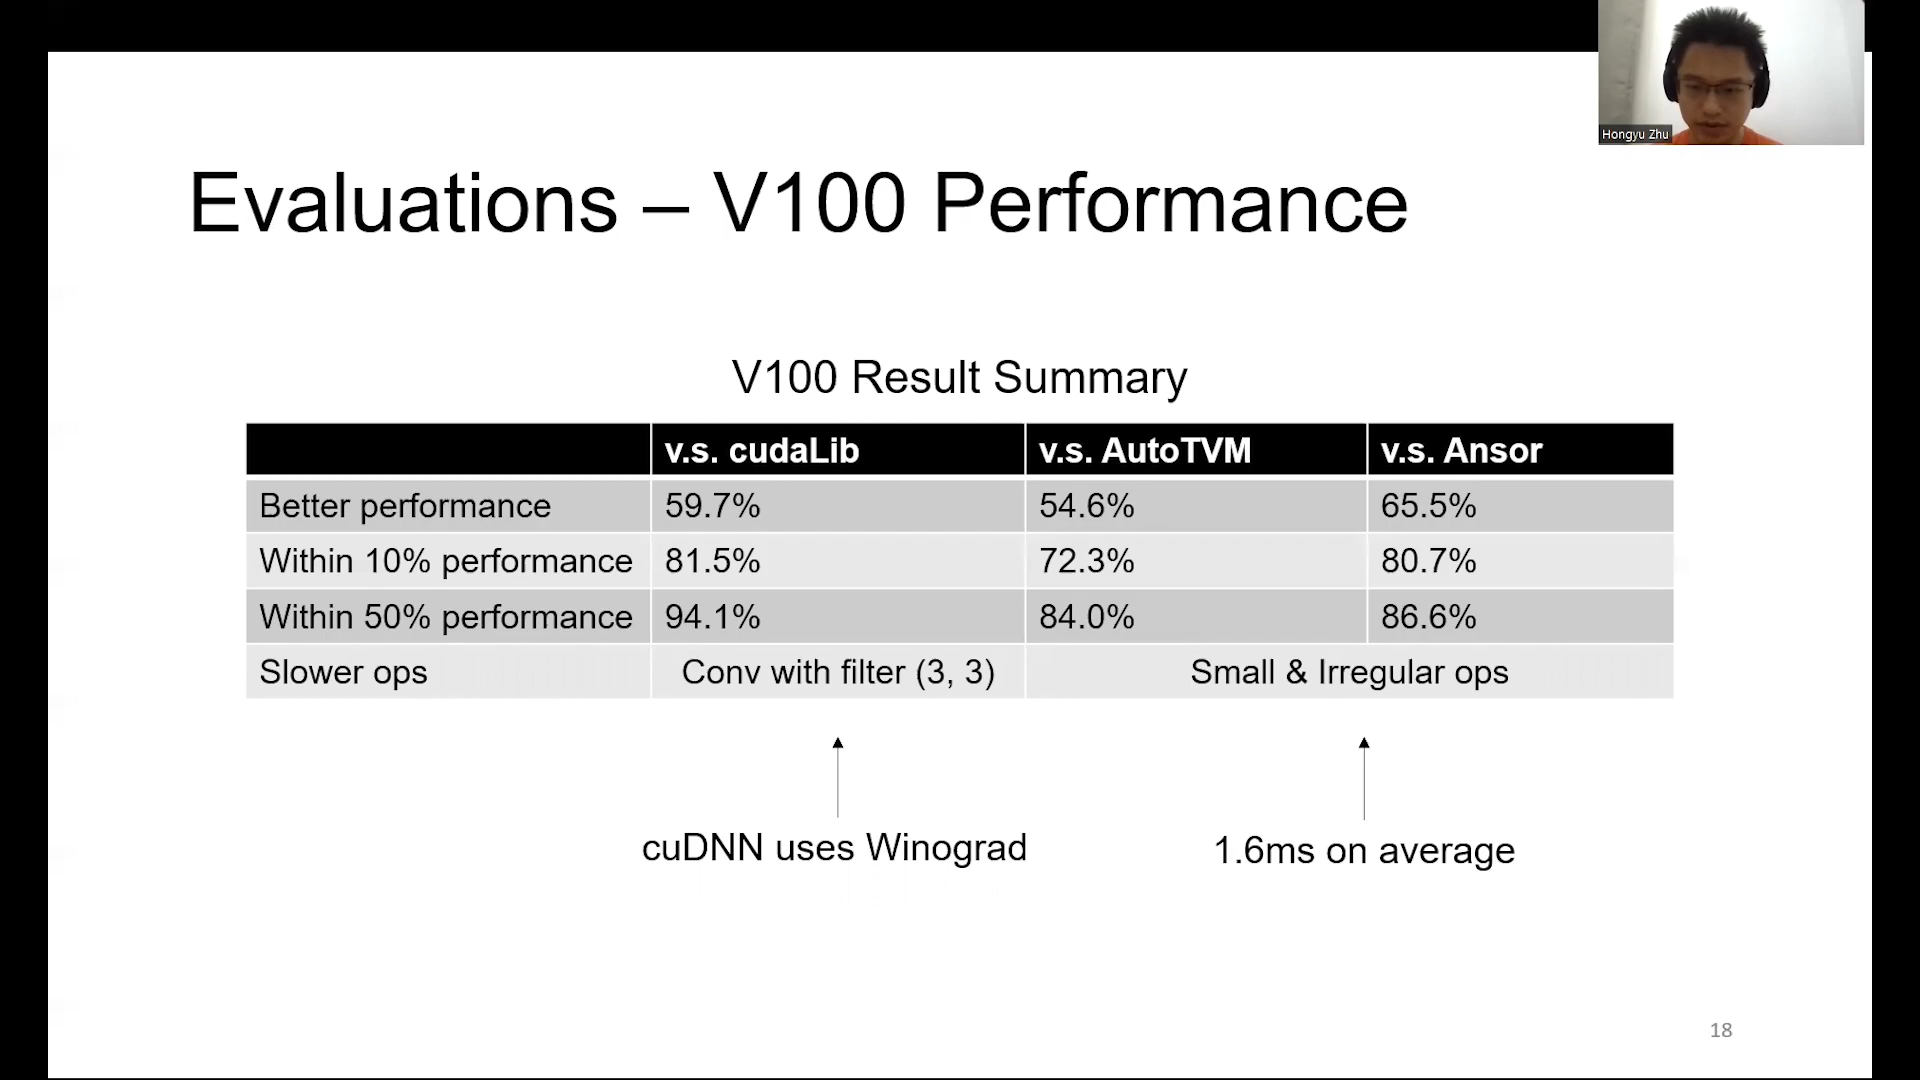 Hongyu Zhu
Evaluations – V100 Performance
V100 Result Summary
v.s. cudaLib v.s. AutoTVM v.s. Ansor
Better performance 59.7% 54.6% 65.5%
Within 10% performance 81.5% 72.3% 80.7%
Within 50% performance 94.1% 84.0% 86.6%
Slower ops Conv with filter (3, 3) Small & Irregular ops
cuDNN uses Winograd 1.6ms on average
18